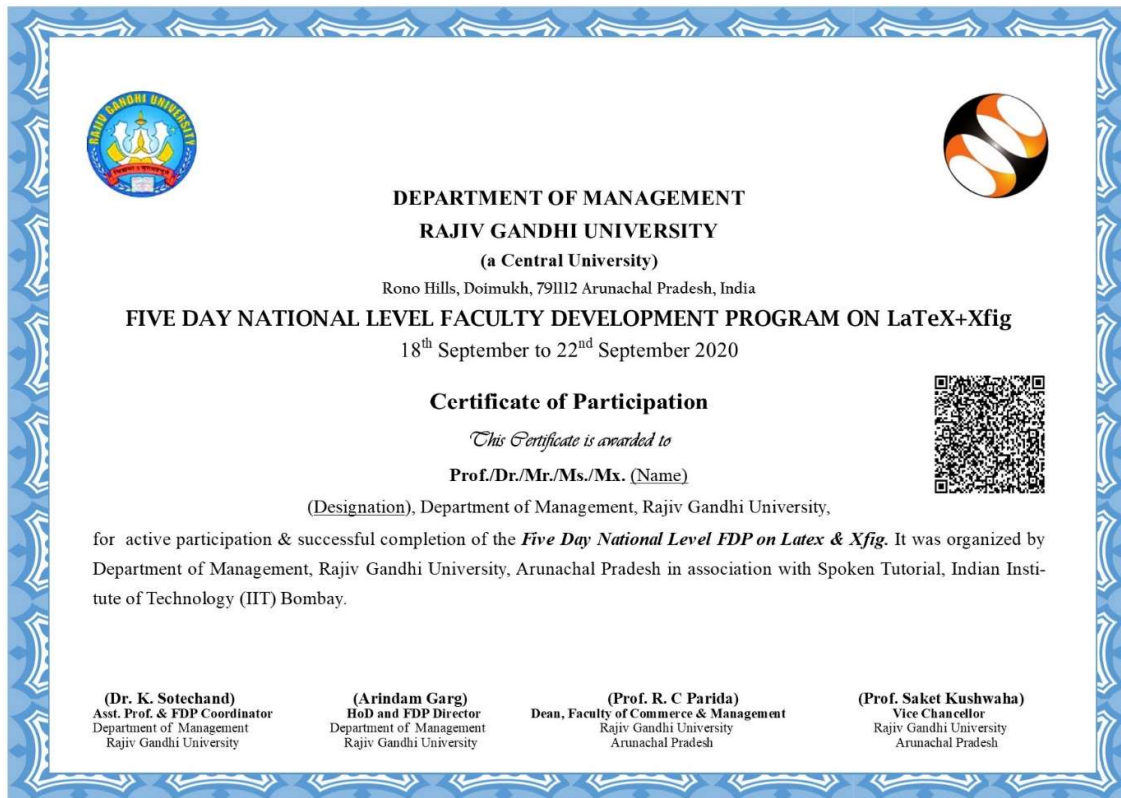 RAJIV GANDHI UNIVERSITY
DEPARTMENT OF MANAGEMENT
RAJIV GANDHI UNIVERSITY
(a Central University)
Rono Hills, Doimukh, 791112 Arunachal Pradesh, India
FIVE DAY NATIONAL LEVEL FACULTY DEVELOPMENT PROGRAM ON LaTeX+Xfig
18th September to 22nd September 2020
Certificate of Participation
This Certificate is awarded to
Prof./Dr./Mr./Ms./Mx. (Name)
(Designation), Department of Management, Rajiv Gandhi University,
for active participation & successful completion of the Five Day National Level FDP on Latex & Xfig. It was organized by
Department of Management, Rajiv Gandhi University, Arunachal Pradesh in association with Spoken Tutorial, Indian Insti-
tute of Technology (IIT) Bombay.
(Dr. K. Sotechand)
Asst. Prof. & FDP Coordinator
Department of Management
Rajiv Gandhi University
(Arindam Garg)
HoD and FDP Director
Department of Management
Rajiv Gandhi University
(Prof. R. C Parida)
Dean, Faculty of Commerce & Management
Rajiv Gandhi University
Arunachal Pradesh
(Prof. Saket Kushwaha)
Vice Chancellor
Rajiv Gandhi University
Arunachal Pradesh